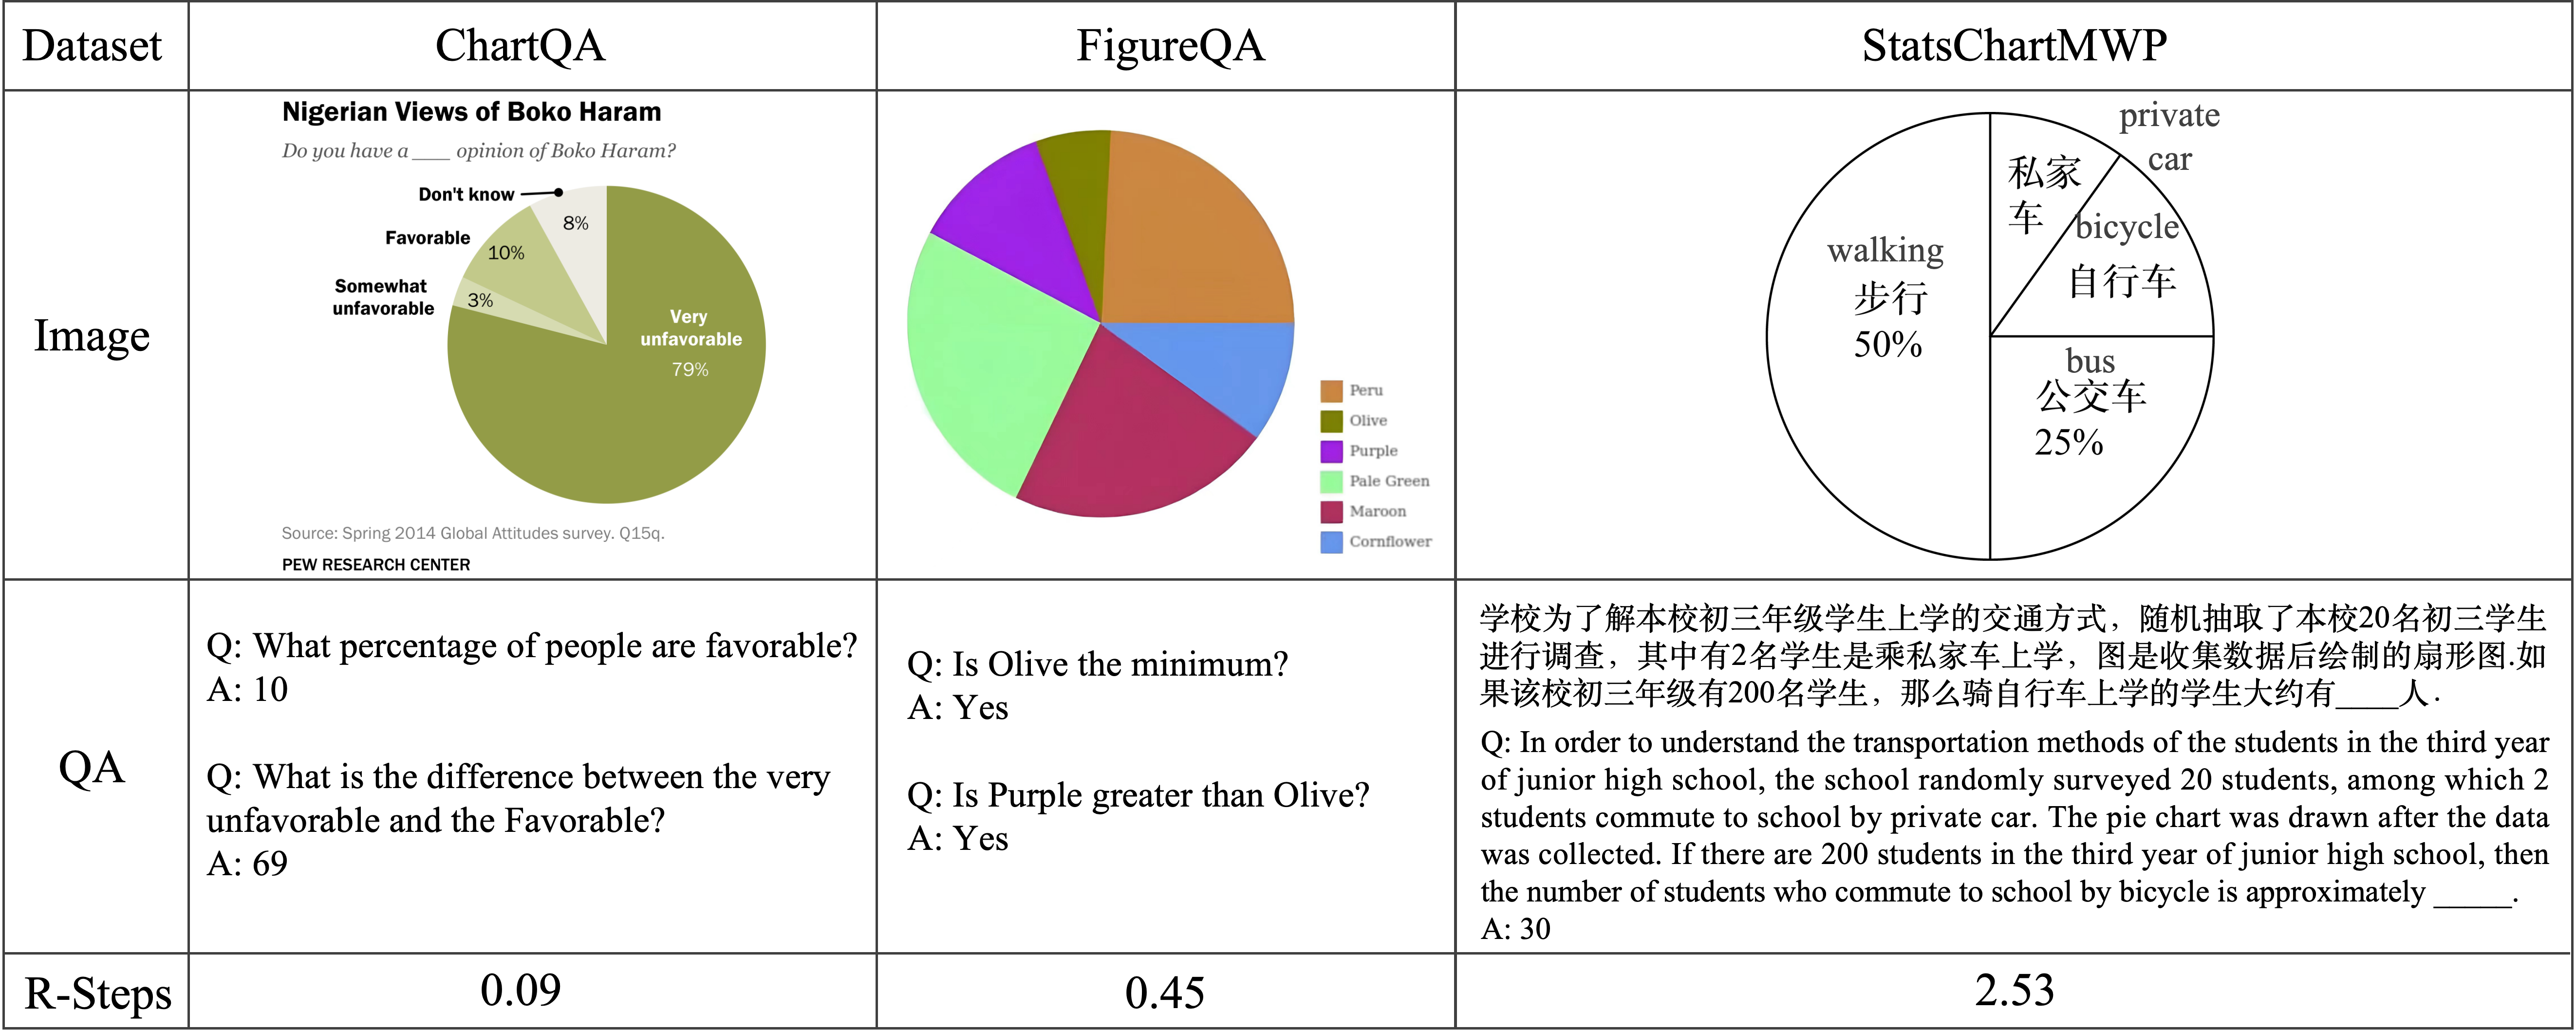 Dataset
ChartQA
FigureQA
StatsChartMWP
Image
Nigerian Views of Boko Haram
Do you have a ____ opinion of Boko Haram?
Don't know
8%
Favorable
10%
Somewhat
unfavorable
3%
Very
unfavorable
79%
Source: Spring 2014 Global Attitudes survey. Q15q.
PEW RESEARCH CENTER
Peru
Olive
Purple
Pale Green
Maroon
Cornflower
private
car
私家
车
bicycle
自行车
walking
步行
50%
bus
公交车
25%
QA
Q: What percentage of people are favorable?
A: 10
Q: What is the difference between the very
unfavorable and the Favorable?
A: 69
Q: Is Olive the minimum?
A: Yes
Q: Is Purple greater than Olive?
A: Yes
学校为了解本校初三年级学生上学的交通方式，随机抽取了本校20名初三学生
进行调查，其中有2名学生是乘私家车上学，图是收集数据后绘制的扇形图.如
果该校初三年级有200名学生，那么骑自行车上学的学生大约有____人.
Q: In order to understand the transportation methods of the students in the third year
of junior high school, the school randomly surveyed 20 students, among which 2
students commute to school by private car. The pie chart was drawn after the data
was collected. If there are 200 students in the third year of junior high school, then
the number of students who commute to school by bicycle is approximately _____.
A: 30
R-Steps
0.09
0.45
2.53